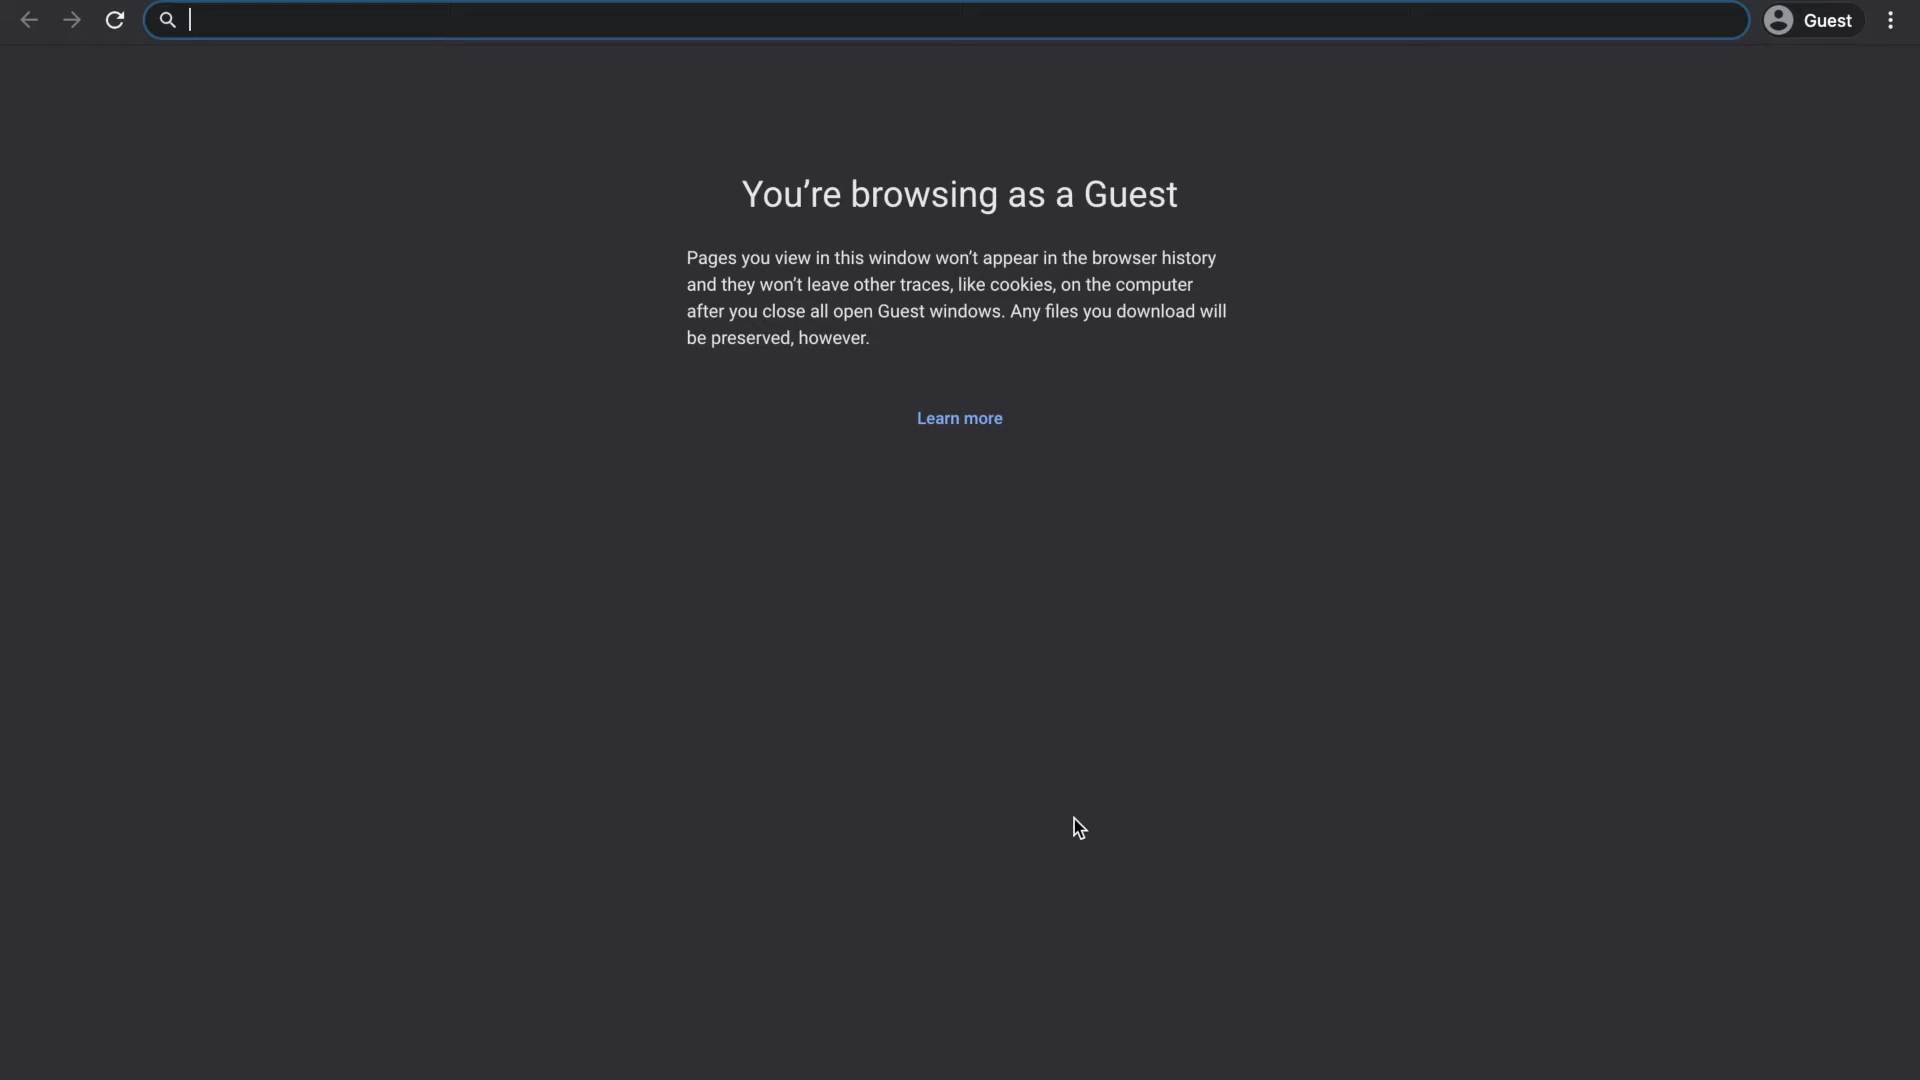 Guest
You’re browsing as a Guest
Pages you view in this window won’t appear in the browser history
and they won’t leave other traces, like cookies, on the computer
after you close all open Guest windows. Any files you download will
be preserved, however.
Learn more